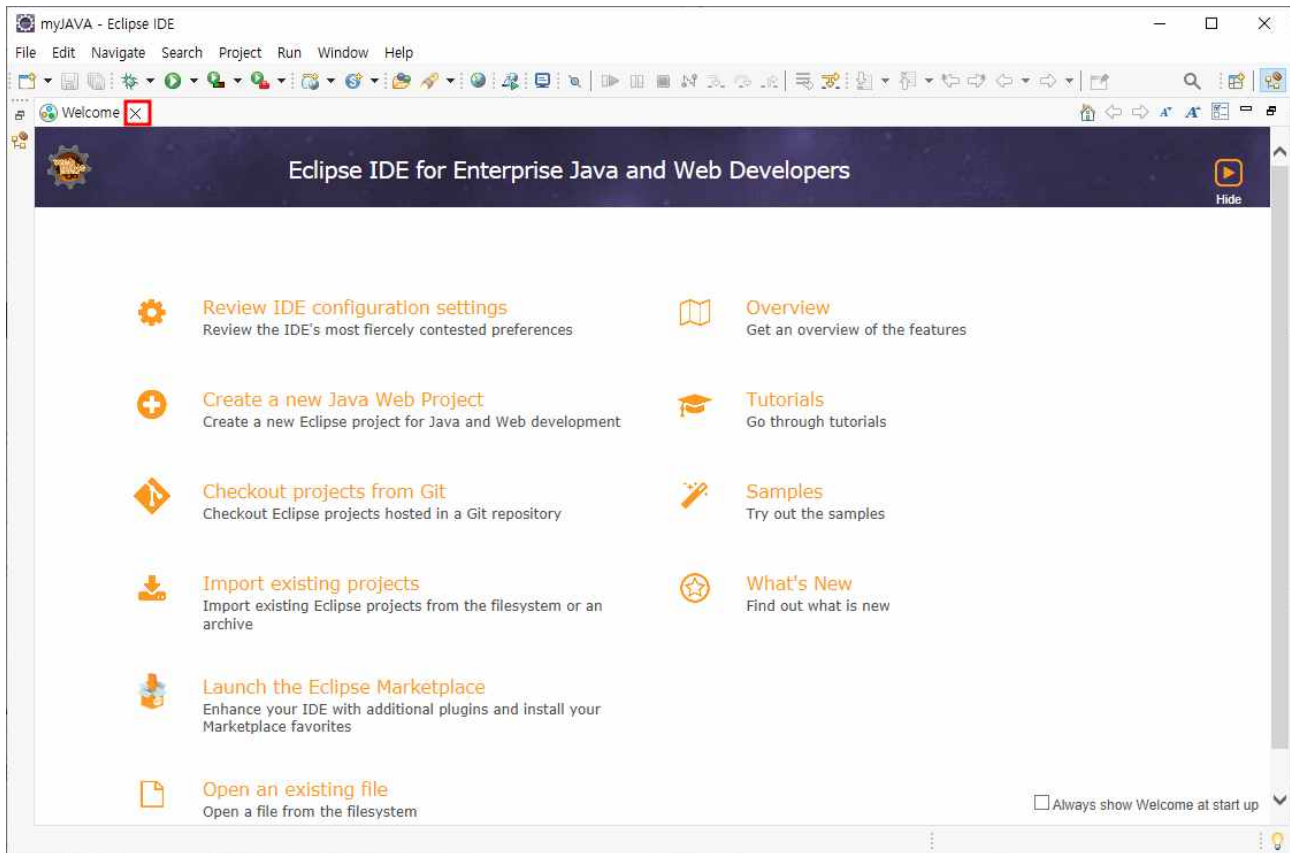 myJAVA - Eclipse IDE
File Edit Navigate Search Project Run Window Help
Welcome
Eclipse IDE for Enterprise Java and Web Developers
Hide
Review IDE configuration settings
Review the IDE's most fiercely contested preferences
Overview
Get an overview of the features
Create a new Java Web Project
Create a new Eclipse project for Java and Web development
Tutorials
Go through tutorials
Checkout projects from Git
Checkout Eclipse projects hosted in a Git repository
Samples
Try out the samples
Import existing projects
Import existing Eclipse projects from the filesystem or an
archive
What's New
Find out what is new
Launch the Eclipse Marketplace
Enhance your IDE with additional plugins and install your
Marketplace favorites
Open an existing file
Open a file from the filesystem
Always show Welcome at start up